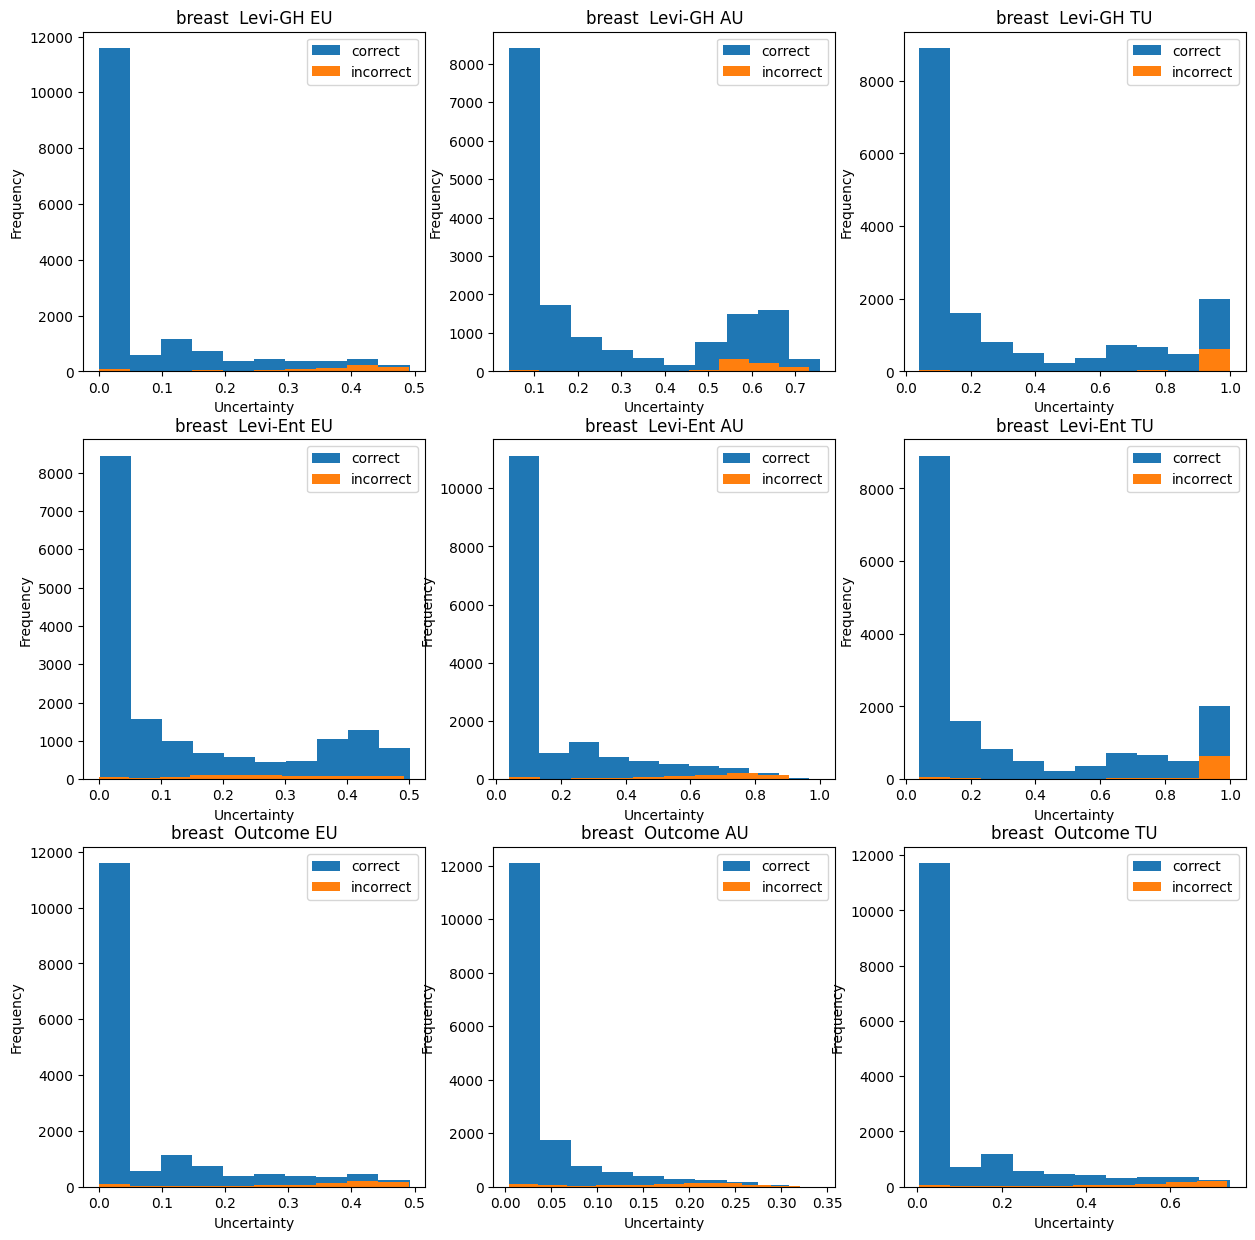 breast  Levi-GH EU
12000
10000
8000
6000
4000
2000
0
Frequency
0.0 0.1 0.2 0.3 0.4 0.5
Uncertainty
correct
incorrect
breast  Levi-GH AU
8000
7000
6000
5000
4000
3000
2000
1000
0
Frequency
0.1 0.2 0.3 0.4 0.5 0.6 0.7
Uncertainty
correct
incorrect
breast  Levi-GH TU
8000
6000
4000
2000
0
Frequency
0.0 0.2 0.4 0.6 0.8 1.0
Uncertainty
correct
incorrect
breast  Levi-Ent EU
8000
7000
6000
5000
4000
3000
2000
1000
0
Frequency
0.0 0.1 0.2 0.3 0.4 0.5
Uncertainty
correct
incorrect
breast  Levi-Ent AU
10000
8000
6000
4000
2000
0
Frequency
0.0 0.2 0.4 0.6 0.8 1.0
Uncertainty
correct
incorrect
breast  Levi-Ent TU
8000
6000
4000
2000
0
Frequency
0.0 0.2 0.4 0.6 0.8 1.0
Uncertainty
correct
incorrect
breast  Outcome EU
12000
10000
8000
6000
4000
2000
0
Frequency
0.0 0.1 0.2 0.3 0.4 0.5
Uncertainty
correct
incorrect
breast  Outcome AU
12000
10000
8000
6000
4000
2000
0
Frequency
0.00 0.05 0.10 0.15 0.20 0.25 0.30 0.35
Uncertainty
correct
incorrect
breast  Outcome TU
12000
10000
8000
6000
4000
2000
0
Frequency
0.0 0.2 0.4 0.6
Uncertainty
correct
incorrect